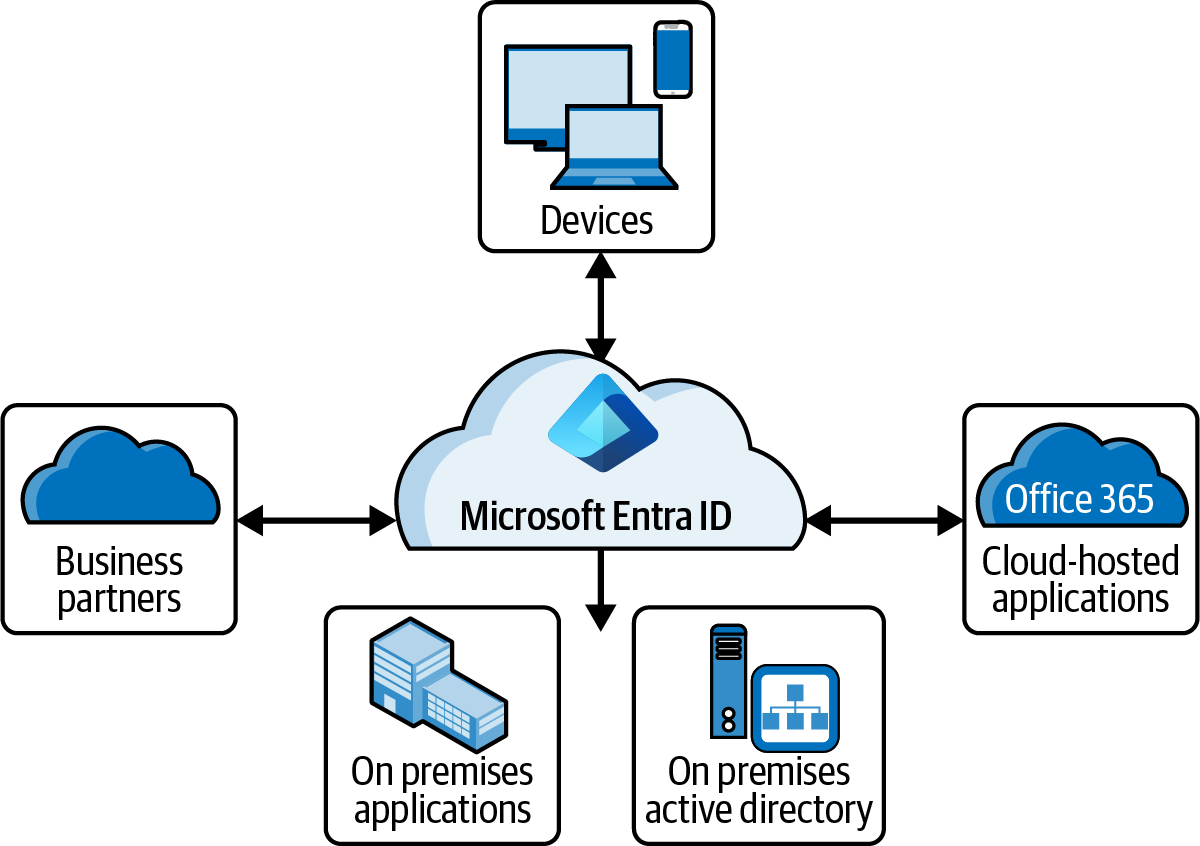 Devices
Microsoft Entra ID
Business
partners
Office 365
Cloud-hosted
applications
On premises
applications
On premises
active directory